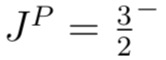 $J^P = \frac{3}{2}^-$